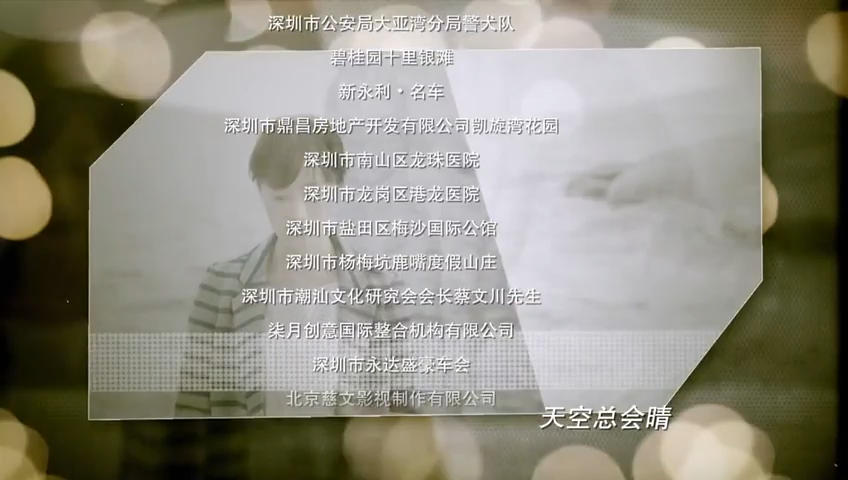 深圳市公安局大亚湾分局警犬队
碧桂园十里银滩
新永利·名车
深圳市鼎昌房地产开发有限公司凯旋湾花园
深圳市南山区龙珠医院
深圳市龙岗区港龙医院
深圳市盐田区梅沙国际公馆
深圳市杨梅坑鹿嘴度假山庄
深圳市潮汕文化研究会会长蔡文川先生
柒月创意国际整合机构有限公司
深圳市永达盛豪车会
北京慈文影视制作有限公司
天空总会晴